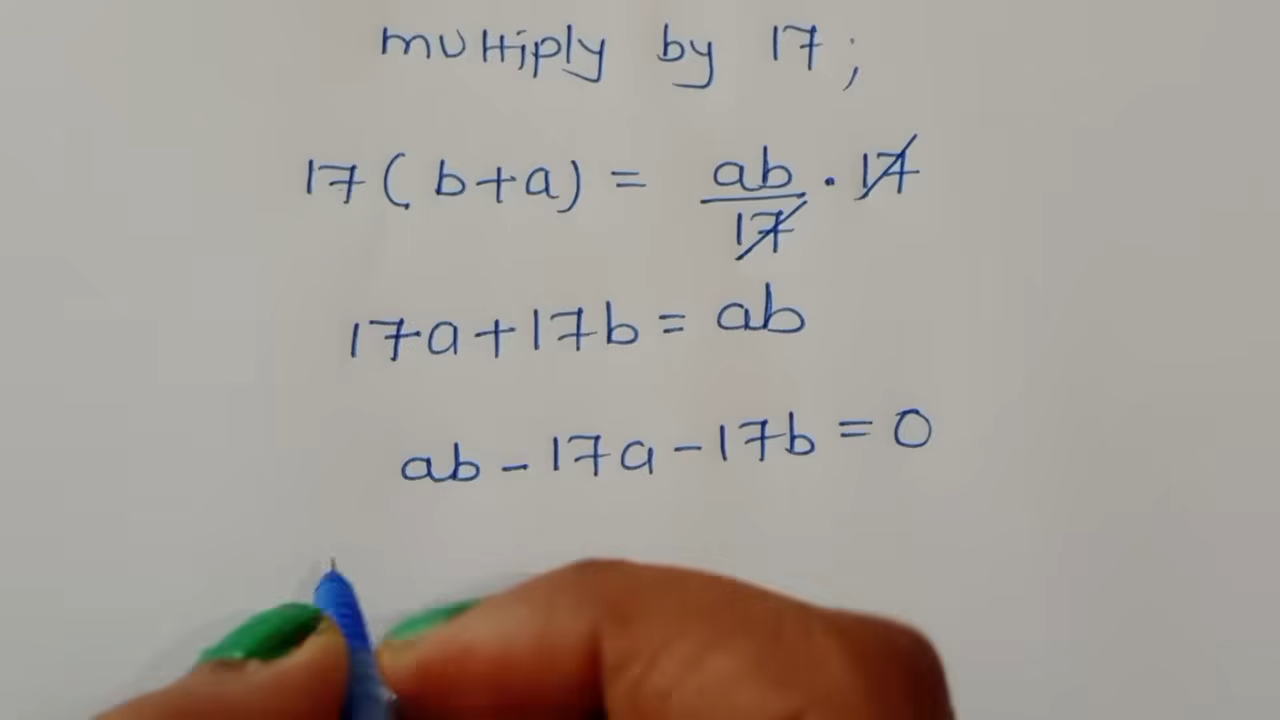 multiply by 17 ;
17 ( b + a ) = ab/17 . 17
17a + 17b = ab
ab - 17a - 17b = 0